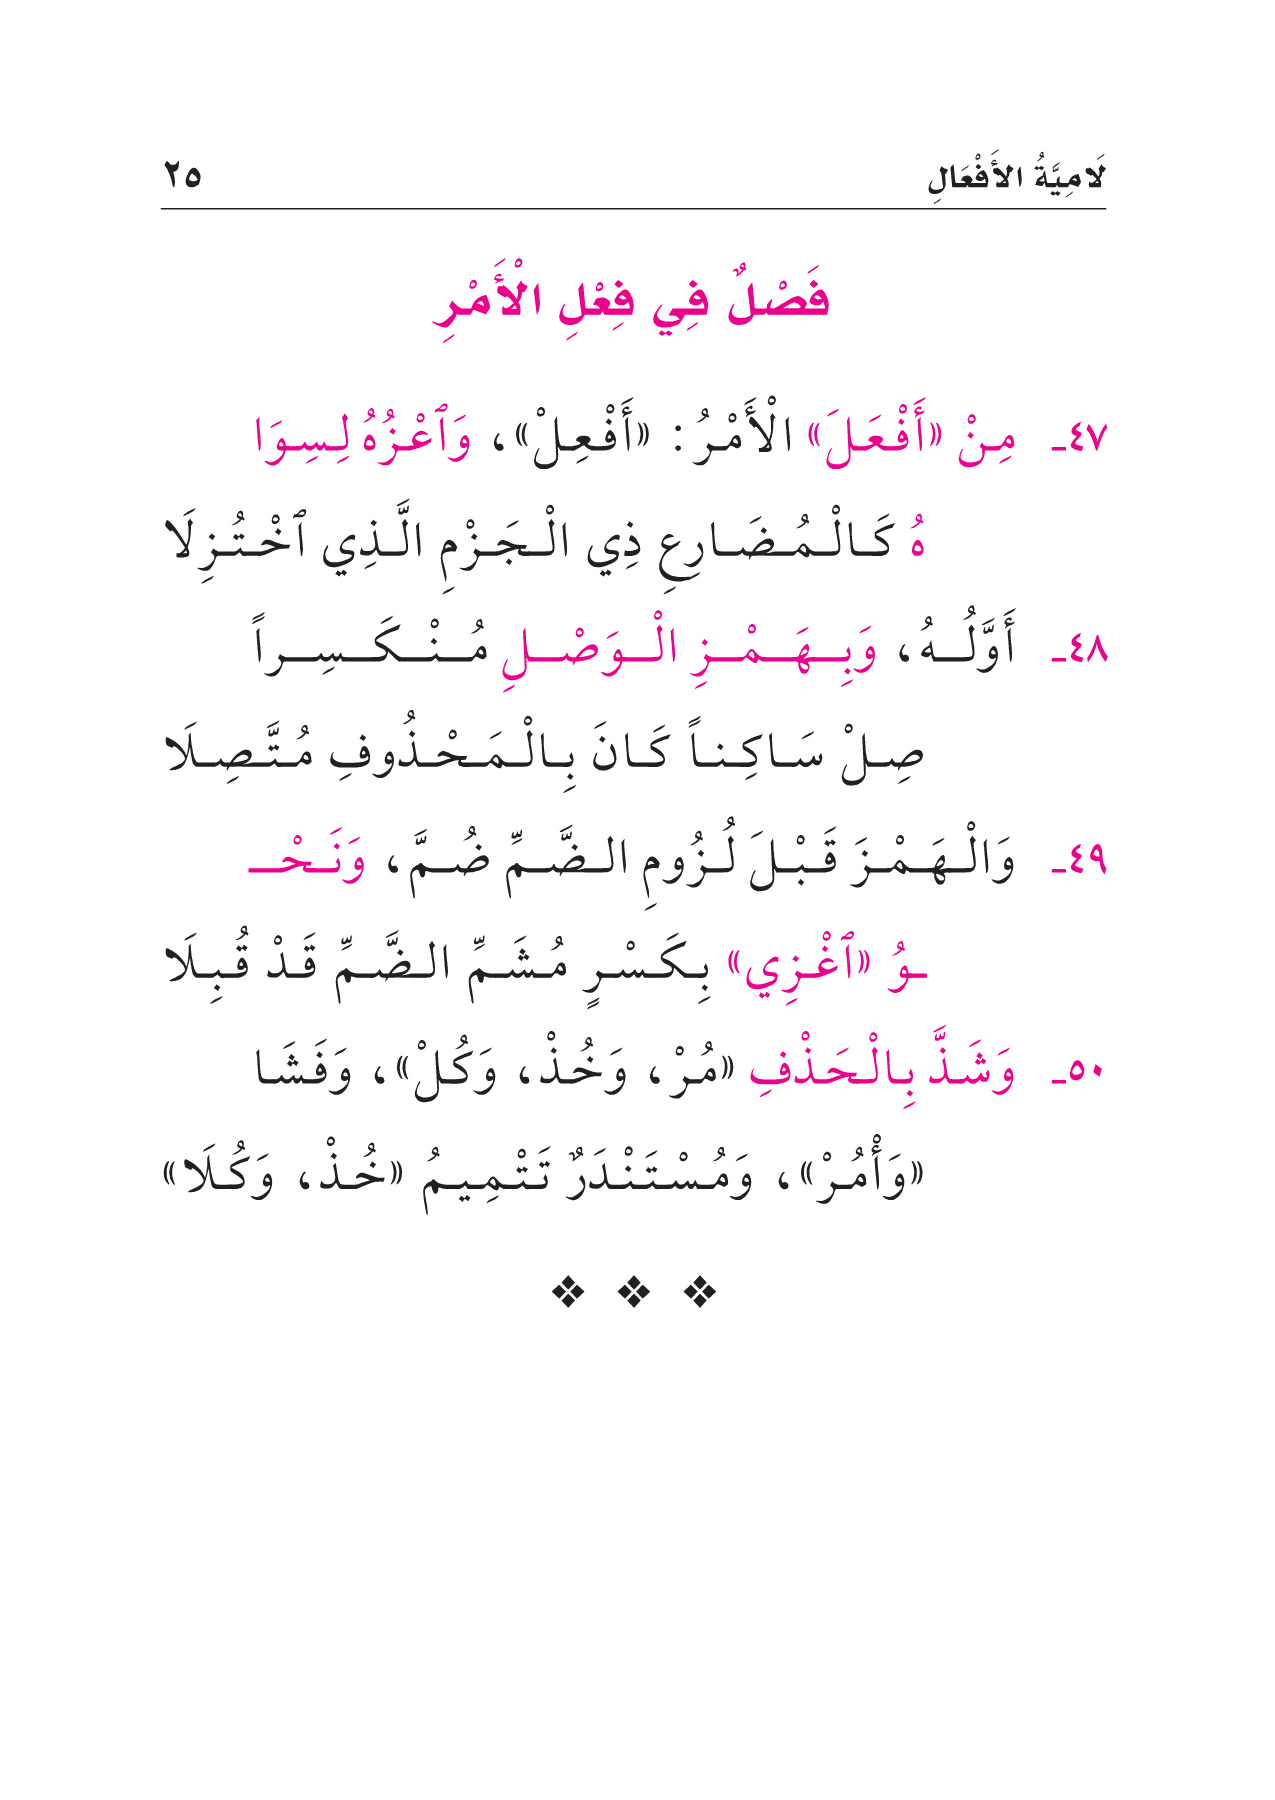 لَامِيَّةُ الأَفْعَالِ ٢٥
فَصْلٌ فِي فِعْلِ الْأَمْرِ
٤٧ـ مِنْ «أَفْعَلَ» الْأَمْرُ: «أَفْعِلْ»، وَٱعْزُهُ لِسِوَا
هُ كَالْمُضَارِعِ ذِي الْجَزْمِ الَّذِي ٱخْتُزِلَا
٤٨ـ أَوَّلُهُ، وَبِهَمْزِ الْوَصْلِ مُنْكَسِراً
صِلْ سَاكِناً كَانَ بِالْمَحْذُوفِ مُتَّصِلَا
٤٩ـ وَالْهَمْزَ قَبْلَ لُزُومِ الضَّمِّ ضُمَّ، وَنَحْـ
ـوُ «ٱغْزِي» بِكَسْرٍ مُشَمِّ الضَّمِّ قَدْ قُبِلَا
٥٠ـ وَشَذَّ بِالْحَذْفِ «مُرْ، وَخُذْ، وَكُلْ»، وَفَشَا
«وَأْمُرْ»، وَمُسْتَنْدَرٌ تَتْمِيمُ «خُذْ، وَكُلَا»